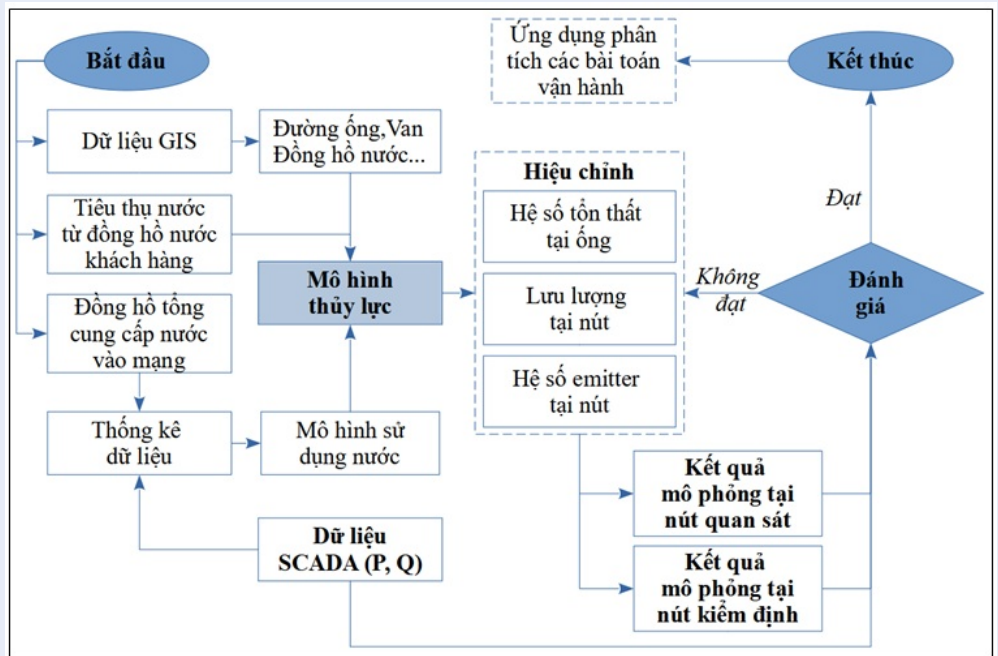 Bắt đầu
Ứng dụng phân
tích các bài toán
vận hành
Kết thúc
Dữ liệu GIS
Đường ống,Van
Đồng hồ nước...
Hiệu chỉnh
Tiêu thụ nước
từ đồng hồ nước
khách hàng
Hệ số tổn thất
tại ống
Đạt
Mô hình
thủy lực
Lưu lượng
tại nút
Không
đạt
Đánh
giá
Đồng hồ tổng
cung cấp nước
vào mạng
Hệ số emitter
tại nút
Thống kê
dữ liệu
Mô hình sử
dụng nước
Kết quả
mô phỏng tại
nút quan sát
Dữ liệu
SCADA (P, Q)
Kết quả
mô phỏng tại
nút kiểm định